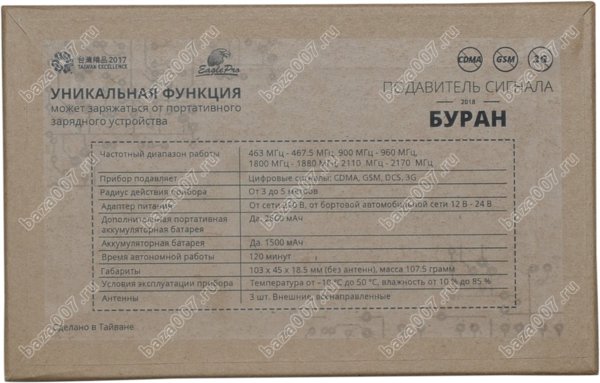 台灣精品2017
TAIWAN EXCELLENCE
EaglePro
CDMA GSM 3G
УНИКАЛЬНАЯ ФУНКЦИЯ
может заряжаться от портативного
зарядного устройства
ПОДАВИТЕЛЬ СИГНАЛА
2018
БУРАН
Частотный диапазон работы 463 МГц - 467.5 МГц, 900 МГц - 960 МГц,
1800 МГц - 1880 МГц, 2110 МГц - 2170 МГц
Прибор подавляет Цифровые сигналы: CDMA, GSM, DCS, 3G
Радиус действия прибора От 3 до 5 метров
Адаптер питания От сети 220 В, от бортовой автомобильной сети 12 В - 24 В
Дополнительная портативная Да. 2800 мАч
аккумуляторная батарея
Аккумуляторная батарея Да. 1500 мАч
Время автономной работы 120 минут
Габариты 103 x 45 x 18.5 мм (без антенн), масса 107.5 грамм
Условия эксплуатации прибора Температура от -10 °C до 50 °C, влажность от 10 % до 85 %
Антенны 3 шт. Внешние, всенаправленные
Сделано в Тайване
baza007.ru